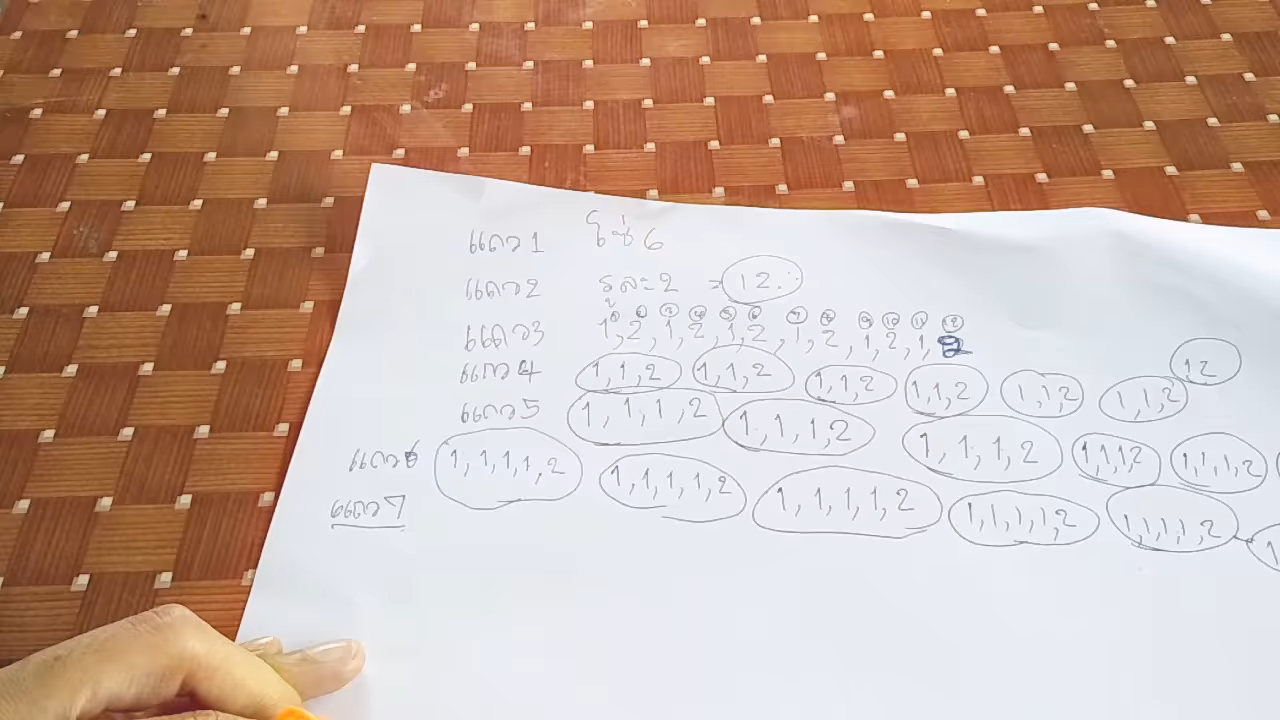 แถว 1 โซ่ 6
แถว 2 รูละ 2 = 12
แถว 3 1, 2, 1, 2, 1, 2, 1, 2, 1, 2, 1, 2
แถว 4 1,1,2 1,1,2 1,1,2 1,1,2 1,1,2 1,1,2 12
แถว 5 1,1,1,2 1,1,1,2 1,1,1,2 1,1,1,2 1,1,1,2
แถว 6 1,1,1,1,2 1,1,1,1,2 1,1,1,1,2 1,1,1,1,2 1,1,1,1,2 1
แถว 7